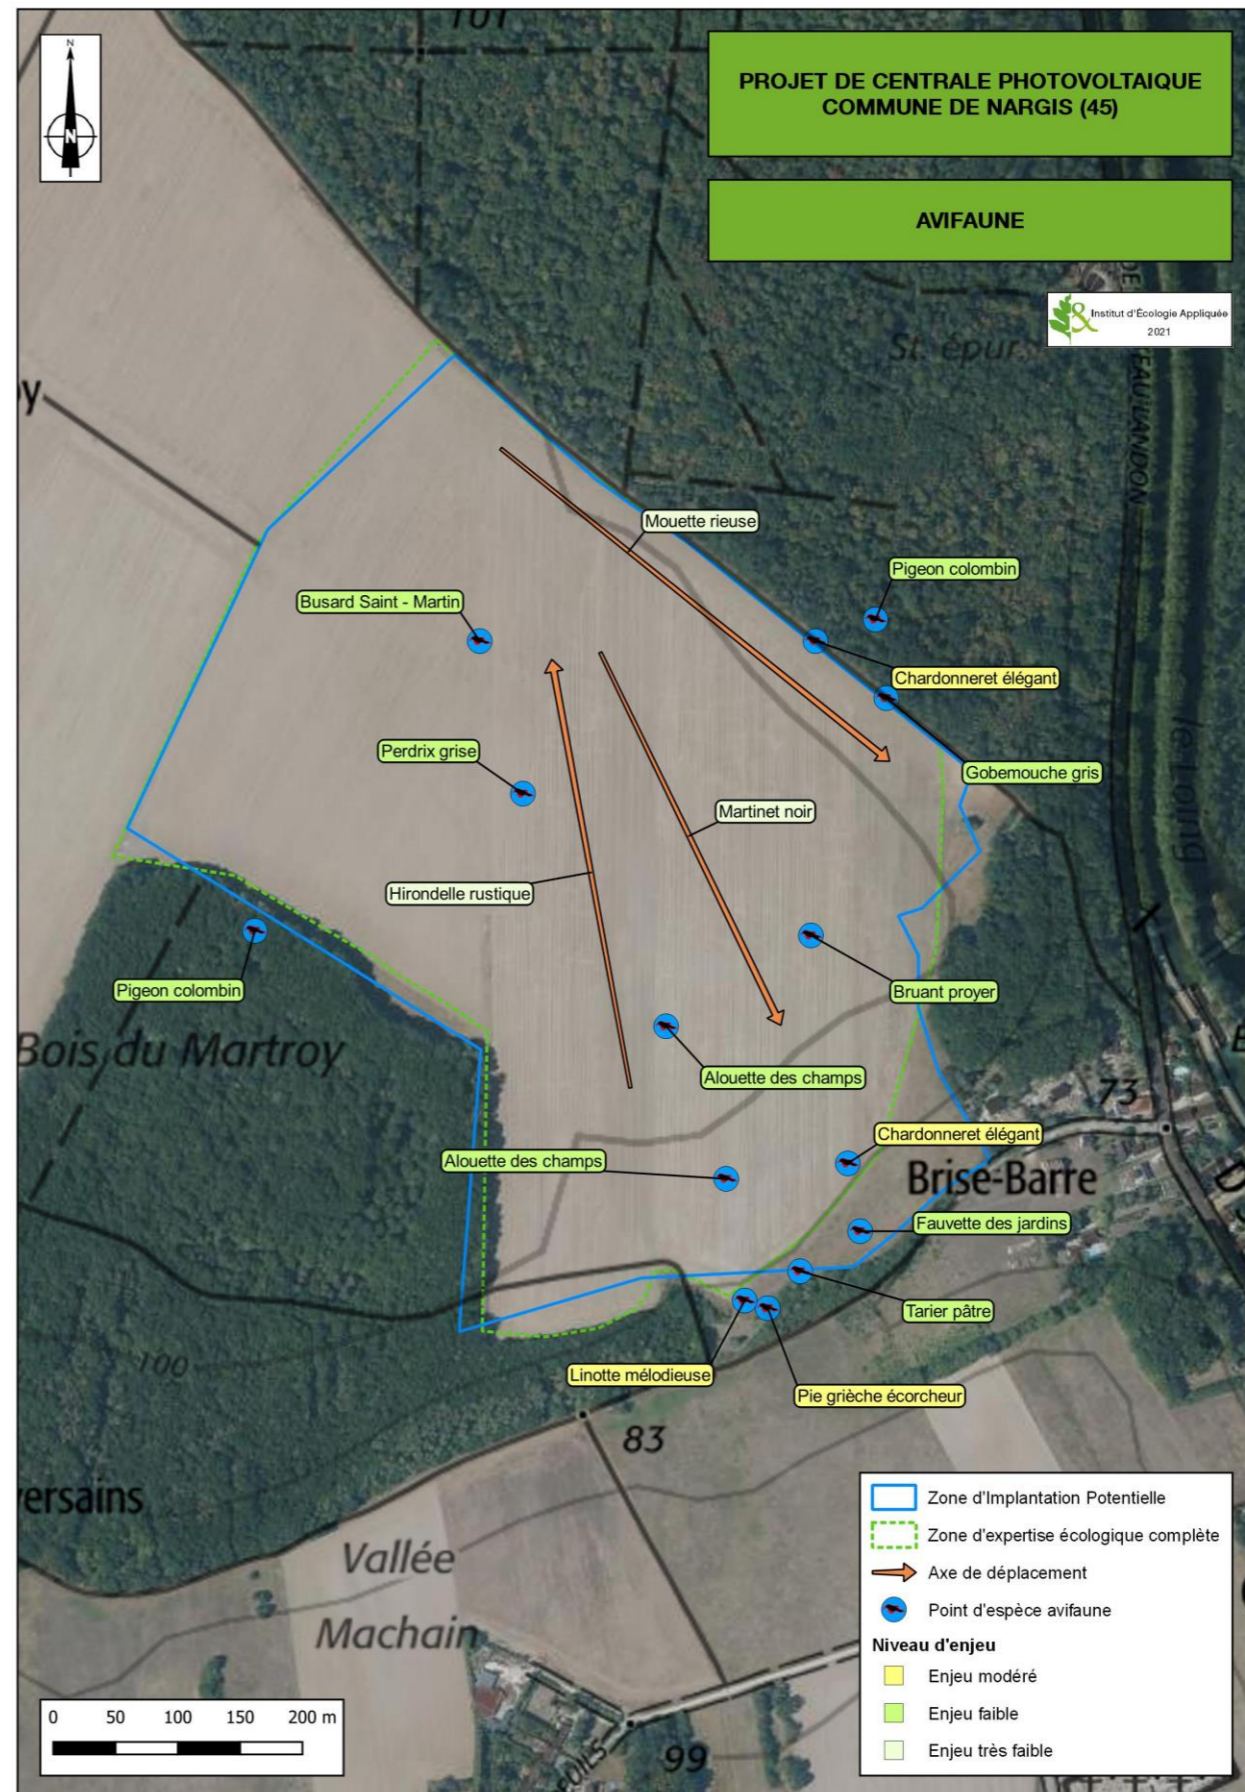 101
N
N
PROJET DE CENTRALE PHOTOVOLTAIQUE
COMMUNE DE NARGIS (45)
AVIFAUNE
Institut d'Écologie Appliquée
2021
St. épur.
Mouette rieuse
Pigeon colombin
Busard Saint - Martin
Chardonneret élégant
Perdrix grise
Gobemouche gris
le Loing
Martinet noir
Hirondelle rustique
Pigeon colombin
Bruant proyer
Bois du Martroy
Alouette des champs
73
Chardonneret élégant
Alouette des champs
Brise-Barre
Fauvette des jardins
Tarier pâtre
100
Linotte mélodieuse
Pie grièche écorcheur
83
versains
Vallée
Machain
99
Zone d'Implantation Potentielle
Zone d'expertise écologique complète
Axe de déplacement
Point d'espèce avifaune
Niveau d'enjeu
Enjeu modéré
Enjeu faible
Enjeu très faible
0 50 100 150 200 m